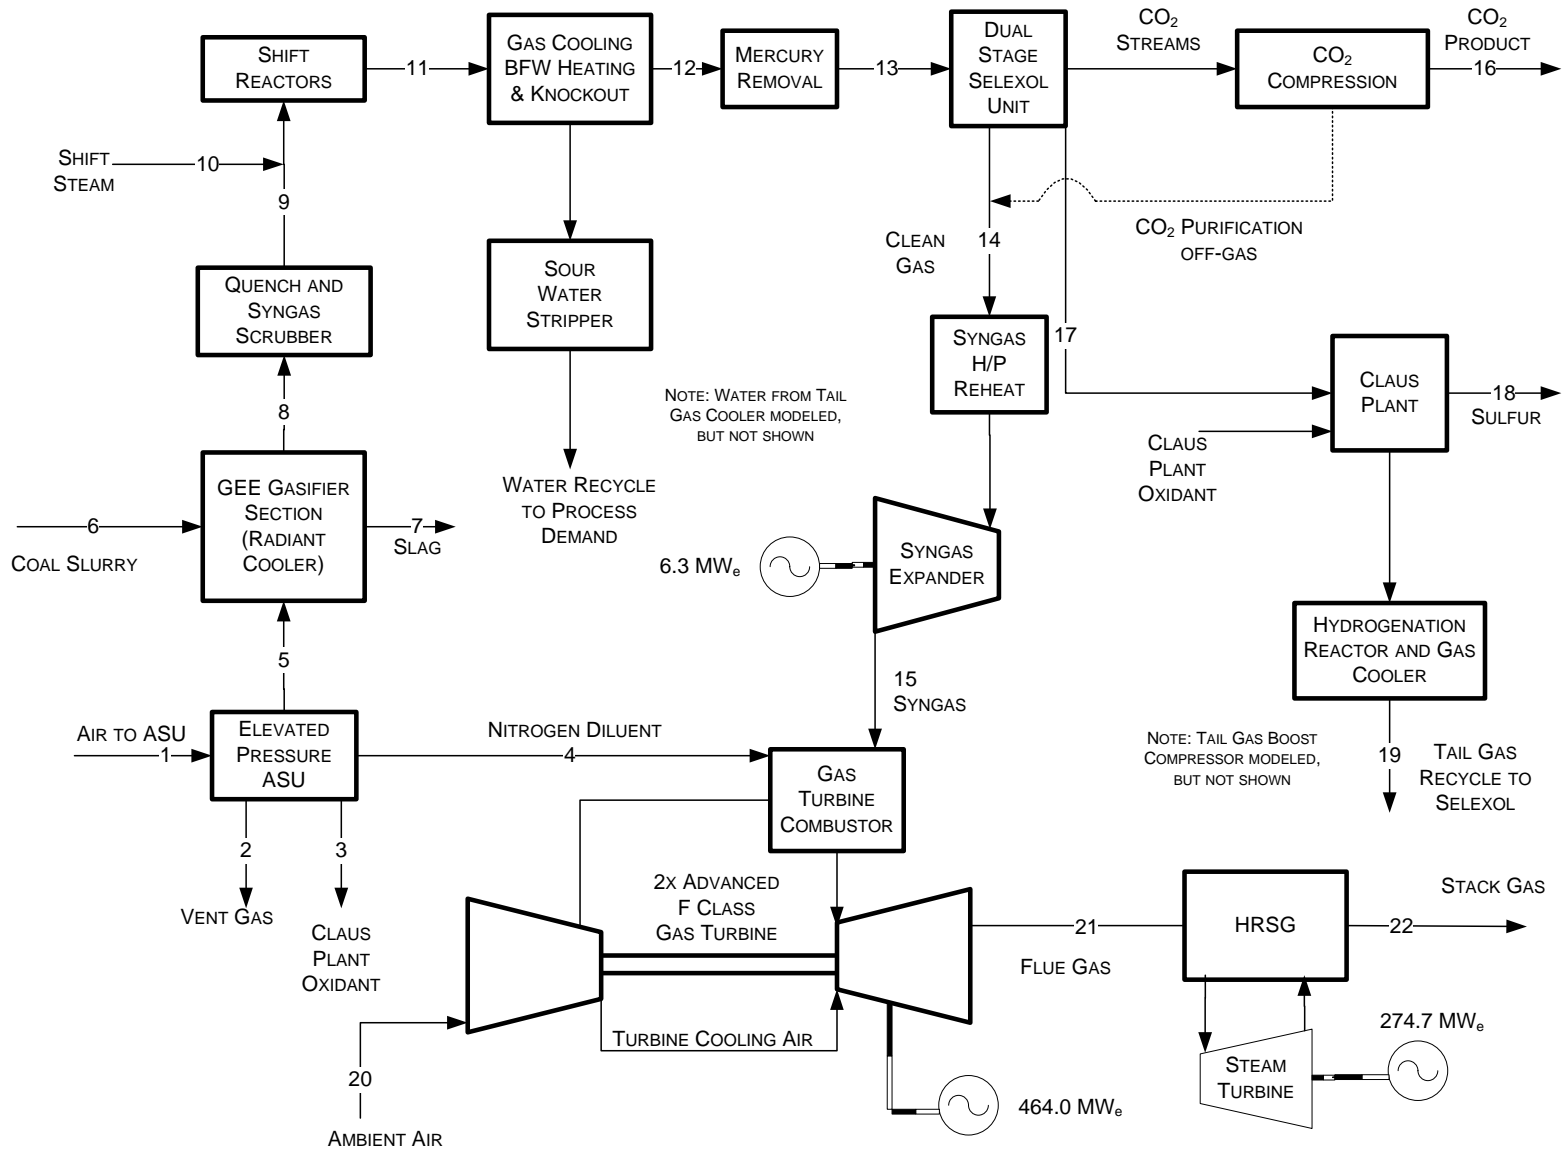 SHIFT
REACTORS
11
GAS COOLING
BFW HEATING
& KNOCKOUT
12
MERCURY
REMOVAL
13
DUAL
STAGE
SELEXOL
UNIT
CO2
STREAMS
CO2
COMPRESSION
CO2
PRODUCT
16
SHIFT
STEAM
10
9
CLEAN
GAS
14
CO2 PURIFICATION
OFF-GAS
QUENCH AND
SYNGAS
SCRUBBER
SOUR
WATER
STRIPPER
SYNGAS
H/P
REHEAT
17
CLAUS
PLANT
18
SULFUR
NOTE: WATER FROM TAIL
GAS COOLER MODELED,
BUT NOT SHOWN
CLAUS
PLANT
OXIDANT
8
GEE GASIFIER
SECTION
(RADIANT
COOLER)
6
COAL SLURRY
7
SLAG
WATER RECYCLE
TO PROCESS
DEMAND
6.3 MWe
SYNGAS
EXPANDER
HYDROGENATION
REACTOR AND GAS
COOLER
5
15
SYNGAS
AIR TO ASU
1
ELEVATED
PRESSURE
ASU
NITROGEN DILUENT
4
GAS
TURBINE
COMBUSTOR
NOTE: TAIL GAS BOOST
COMPRESSOR MODELED,
BUT NOT SHOWN
19
TAIL GAS
RECYCLE TO
SELEXOL
2
VENT GAS
3
CLAUS
PLANT
OXIDANT
2X ADVANCED
F CLASS
GAS TURBINE
21
FLUE GAS
HRSG
STACK GAS
22
TURBINE COOLING AIR
20
AMBIENT AIR
464.0 MWe
STEAM
TURBINE
274.7 MWe